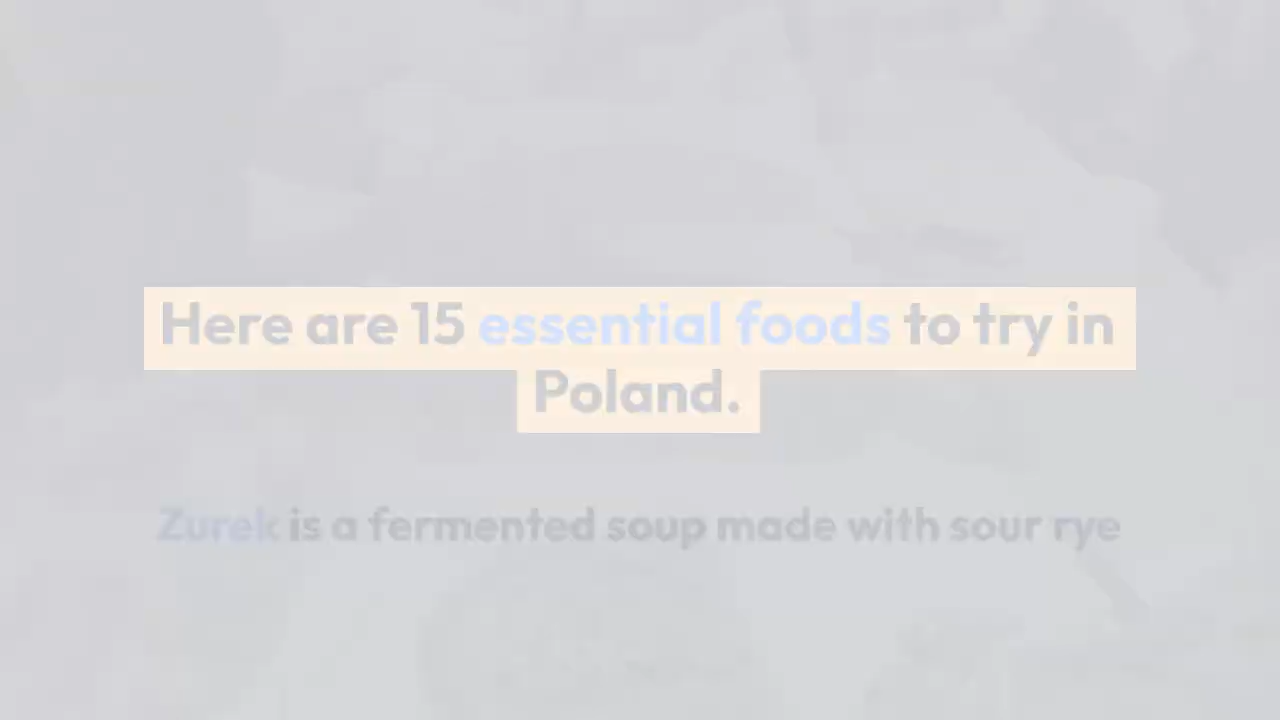 Here are 15 essential foods to try in
Poland.
Zurek is a fermented soup made with sour rye